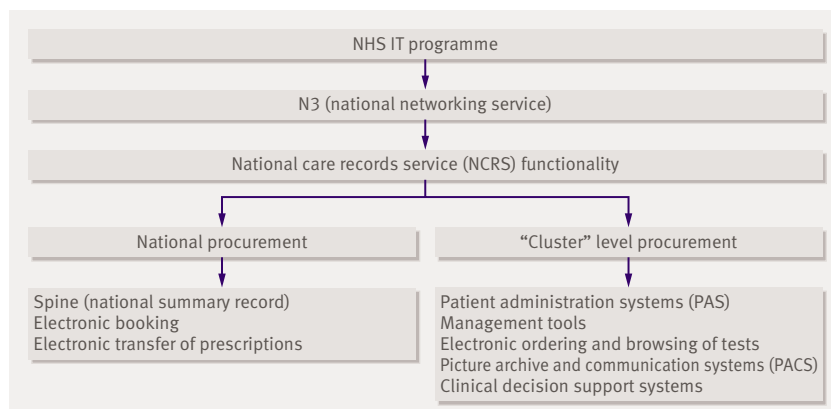 NHS IT programme
N3 (national networking service)
National care records service (NCRS) functionality
National procurement
“Cluster” level procurement
Spine (national summary record)
Electronic booking
Electronic transfer of prescriptions
Patient administration systems (PAS)
Management tools
Electronic ordering and browsing of tests
Picture archive and communication systems (PACS)
Clinical decision support systems